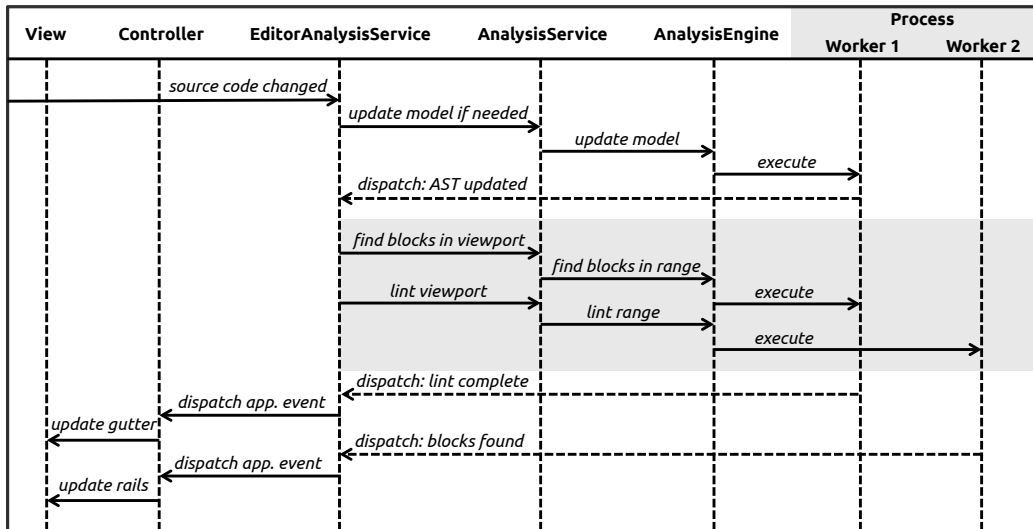 Process
View Controller EditorAnalysisService AnalysisService AnalysisEngine Worker 1 Worker 2
source code changed
update model if needed
update model
execute
dispatch: AST updated
find blocks in viewport
find blocks in range
lint viewport
execute
lint range
execute
dispatch: lint complete
dispatch app. event
update gutter
dispatch: blocks found
dispatch app. event
update rails